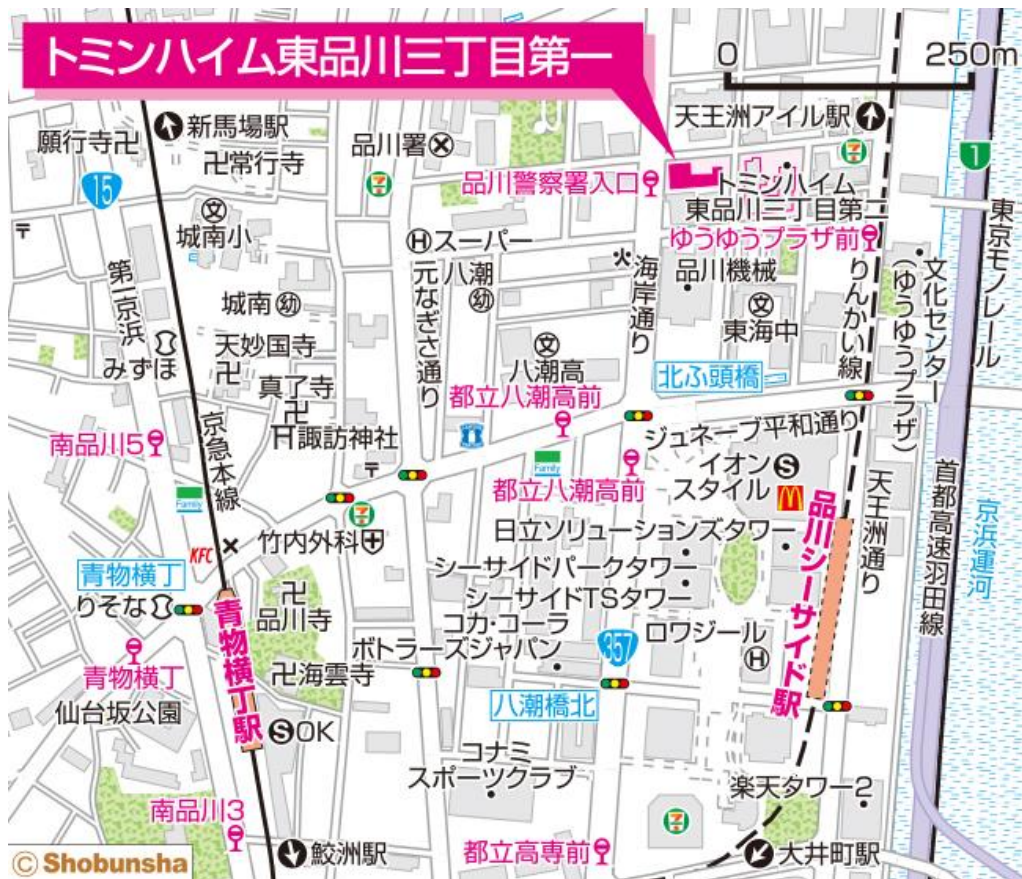 トミンハイム東品川三丁目第一
0 250m
天王洲アイル駅
新馬場駅
願行寺
常行寺
品川署
15
1
品川警察署入口
トミンハイム
東品川三丁目第二
ゆうゆうプラザ前
文
城南小
Ⓗスーパー
元なぎさ通り
八潮
幼
海岸通り
品川機械
文
東海中
りんかい線
文化センター
(ゆうゆうプラザ)
東京モノレール
第一京浜
みずほ
城南幼
天妙国寺
真了寺
諏訪神社
文
八潮高
都立八潮高前
北ふ頭橋
京急本線
南品川5
Family
Family
都立八潮高前
ジュネーブ平和通り
イオンⓈ
スタイル
品川シーサイド駅
天王洲通り
首都高速羽田線
京浜運河
KFC
竹内外科
日立ソリューションズタワー
シーサイドパークタワー
シーサイドTSタワー
青物横丁
りそな
品川寺
コカ・コーラ
ボトラーズジャパン
357
ロワジール
Ⓗ
青物横丁
青物横丁駅
海雲寺
八潮橋北
仙台坂公園
ⓈOK
コナミ
スポーツクラブ
楽天タワー2
南品川3
鮫洲駅
都立高専前
大井町駅
© Shobunsha